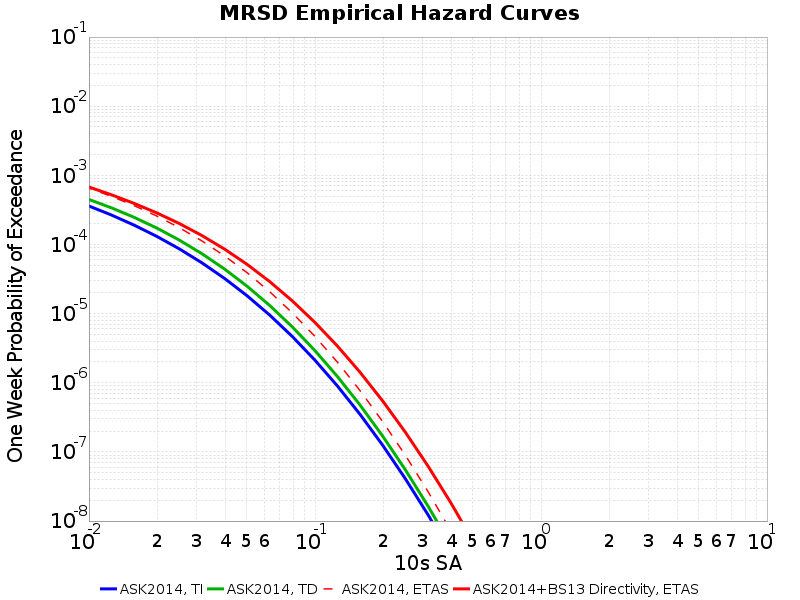 MRSD Empirical Hazard Curves
One Week Probability of Exceedance
10-1
10-2
10-3
10-4
10-5
10-6
10-7
10-8
10-2 2 3 4 5 6 10-1 2 3 4 5 6 7 100 2 3 4 5 6 7 101
10s SA
ASK2014, TI ASK2014, TD ASK2014, ETAS ASK2014+BS13 Directivity, ETAS